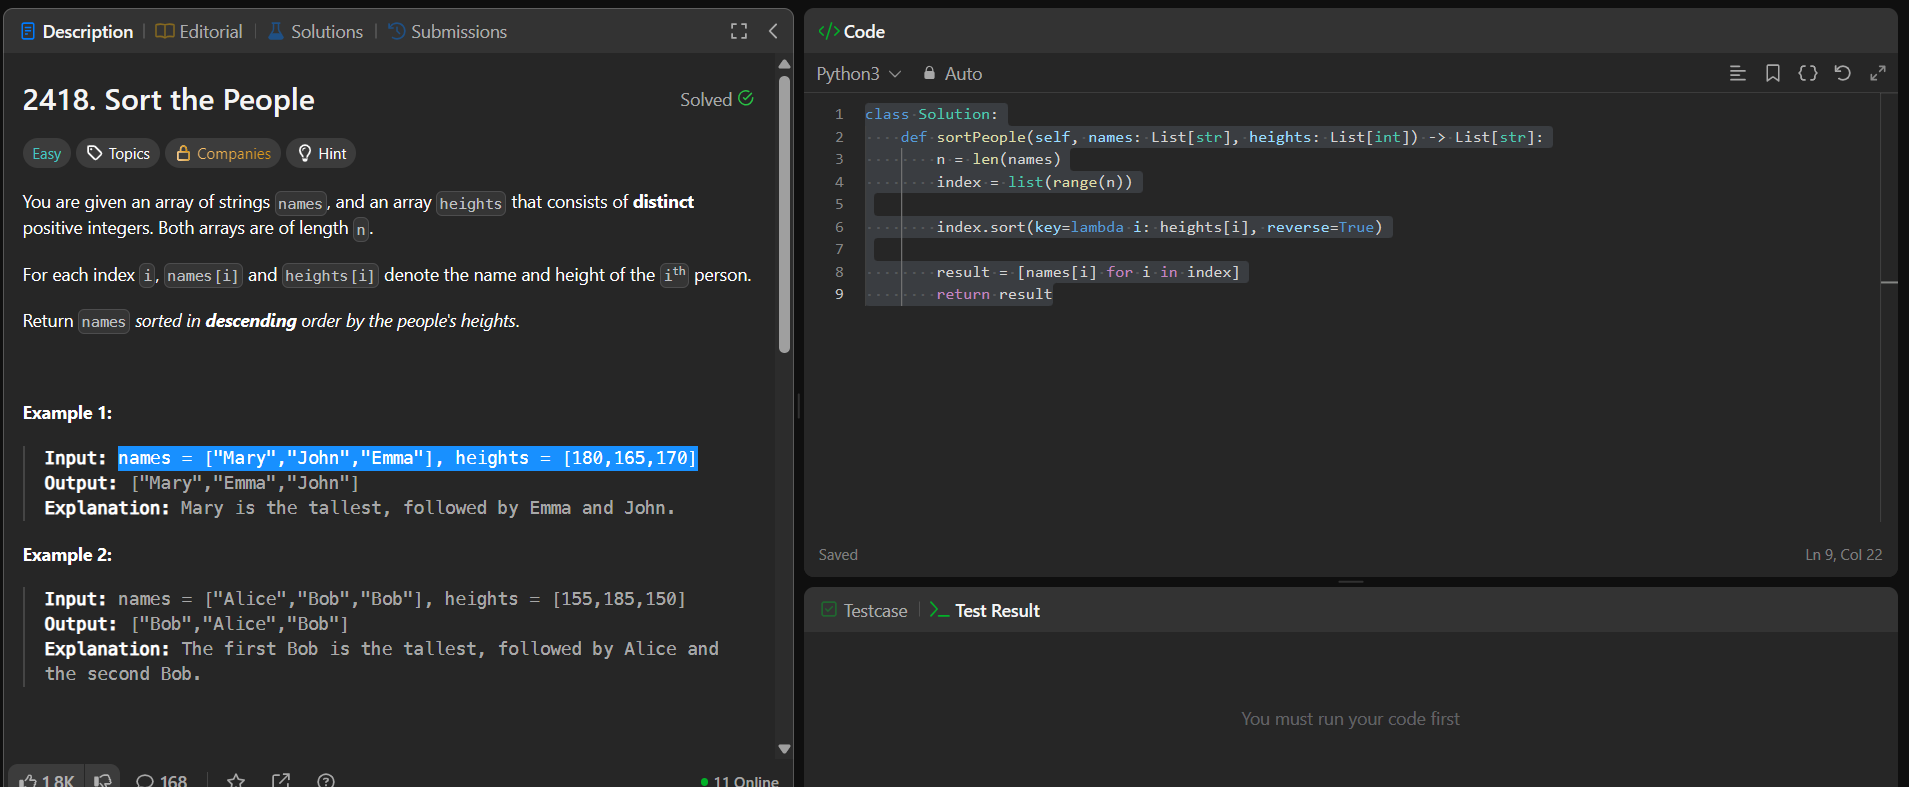 Description
Editorial
Solutions
Submissions
2418. Sort the People
Solved
Easy
Topics
Companies
Hint
You are given an array of strings names, and an array heights that consists of distinct
positive integers. Both arrays are of length n.
For each index i, names[i] and heights[i] denote the name and height of the ith person.
Return names sorted in descending order by the people's heights.
Example 1:
Input: names = ["Mary","John","Emma"], heights = [180,165,170]
Output: ["Mary","Emma","John"]
Explanation: Mary is the tallest, followed by Emma and John.
Example 2:
Input: names = ["Alice","Bob","Bob"], heights = [155,185,150]
Output: ["Bob","Alice","Bob"]
Explanation: The first Bob is the tallest, followed by Alice and
the second Bob.
1.8K
168
11 Online
</> Code
Python3
Auto
1 class Solution:
2 def sortPeople(self, names: List[str], heights: List[int]) -> List[str]:
3 n = len(names)
4 index = list(range(n))
5
6 index.sort(key=lambda i: heights[i], reverse=True)
7
8 result = [names[i] for i in index]
9 return result
Saved
Ln 9, Col 22
Testcase
Test Result
You must run your code first